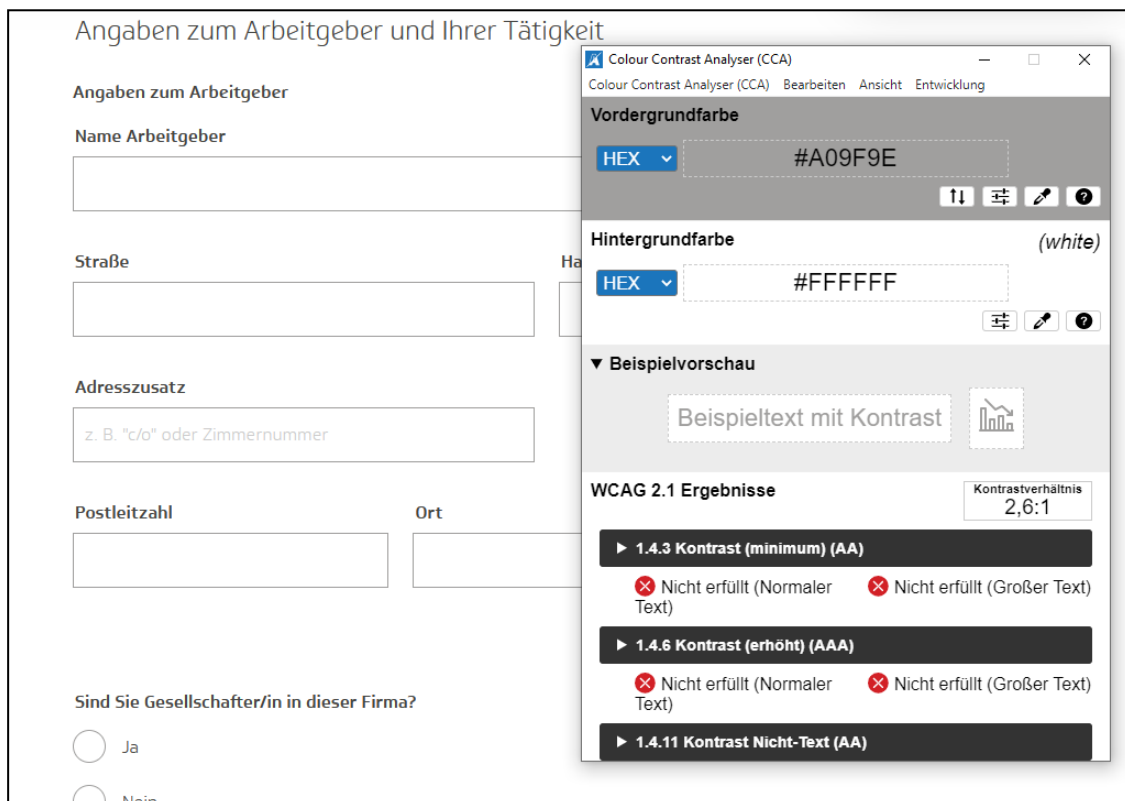 Angaben zum Arbeitgeber und Ihrer Tätigkeit
Angaben zum Arbeitgeber
Name Arbeitgeber
Straße
Ha
Adresszusatz
z. B. "c/o" oder Zimmernummer
Postleitzahl
Ort
Sind Sie Gesellschafter/in in dieser Firma?
Ja
Nein
Colour Contrast Analyser (CCA)
Colour Contrast Analyser (CCA) Bearbeiten Ansicht Entwicklung
Vordergrundfarbe
HEX
#A09F9E
Hintergrundfarbe
(white)
HEX
#FFFFFF
▼ Beispielvorschau
Beispieltext mit Kontrast
WCAG 2.1 Ergebnisse
Kontrastverhältnis
2,6:1
▶ 1.4.3 Kontrast (minimum) (AA)
Nicht erfüllt (Normaler
Text)
Nicht erfüllt (Großer Text)
▶ 1.4.6 Kontrast (erhöht) (AAA)
Nicht erfüllt (Normaler
Text)
Nicht erfüllt (Großer Text)
▶ 1.4.11 Kontrast Nicht-Text (AA)